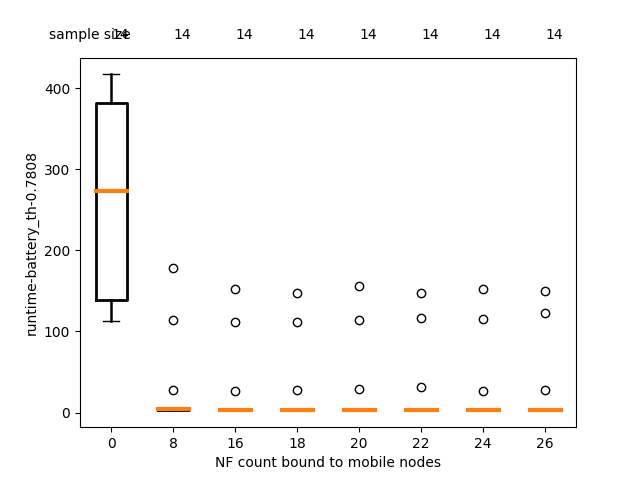 sample size 14 14 14 14 14 14 14 14
400
300
200
100
0
runtime-battery_th-0.7808
0 8 16 18 20 22 24 26
NF count bound to mobile nodes